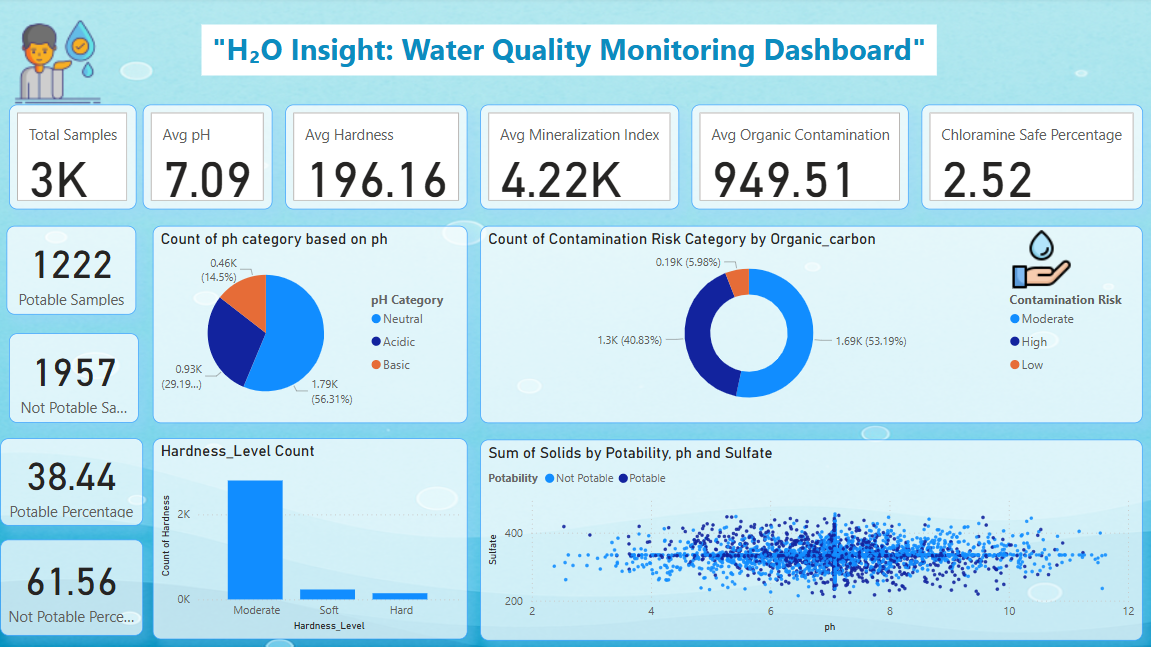 "H₂O Insight: Water Quality Monitoring Dashboard"
Total Samples
3K
Avg pH
7.09
Avg Hardness
196.16
Avg Mineralization Index
4.22K
Avg Organic Contamination
949.51
Chloramine Safe Percentage
2.52
1222
Potable Samples
1957
Not Potable Sa...
38.44
Potable Percentage
61.56
Not Potable Perce...
Count of ph category based on ph
0.46K
(14.5%)
0.93K
(29.19...)
1.79K
(56.31%)
pH Category
Neutral
Acidic
Basic
Count of Contamination Risk Category by Organic_carbon
0.19K (5.98%)
1.3K (40.83%)
1.69K (53.19%)
Contamination Risk
Moderate
High
Low
Hardness_Level Count
Count of Hardness
2K
0K
Moderate
Soft
Hard
Hardness_Level
Sum of Solids by Potability, ph and Sulfate
Potability Not Potable Potable
Sulfate
400
200
2
4
6
8
10
12
ph